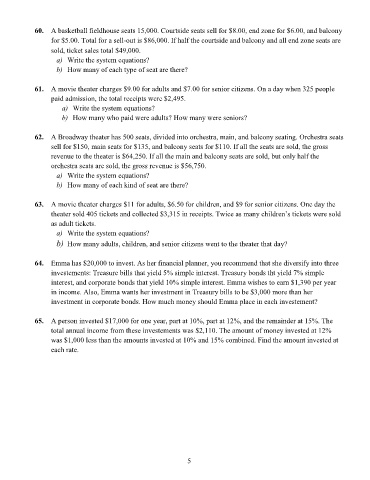 60. A basketball fieldhouse seats 15,000. Courtside seats sell for $8.00, end zone for $6.00, and balcony
for $5.00. Total for a sell-out is $86,000. If half the courtside and balcony and all end zone seats are
sold, ticket sales total $49,000.
a) Write the system equations?
b) How many of each type of seat are there?
61. A movie theater charges $9.00 for adults and $7.00 for senior citizens. On a day when 325 people
paid admission, the total receipts were $2,495.
a) Write the system equations?
b) How many who paid were adults? How many were seniors?
62. A Broadway theater has 500 seats, divided into orchestra, main, and balcony seating. Orchestra seats
sell for $150, main seats for $135, and balcony seats for $110. If all the seats are sold, the gross
revenue to the theater is $64,250. If all the main and balcony seats are sold, but only half the
orchestra seats are sold, the gross revenue is $56,750.
a) Write the system equations?
b) How many of each kind of seat are there?
63. A movie theater charges $11 for adults, $6.50 for children, and $9 for senior citizens. One day the
theater sold 405 tickets and collected $3,315 in receipts. Twice as many children's tickets were sold
as adult tickets.
a) Write the system equations?
b) How many adults, children, and senior citizens went to the theater that day?
64. Emma has $20,000 to invest. As her financial planner, you recommend that she diversify into three
investements: Treasure bills that yield 5% simple interest. Treasury bonds tht yield 7% simple
interest, and corporate bonds that yield 10% simple interest. Emma wishes to earn $1,390 per year
in income. Also, Emma wants her investment in Treasury bills to be $3,000 more than her
investment in corporate bonds. How much money should Emma place in each investement?
65. A person invested $17,000 for one year, part at 10%, part at 12%, and the remainder at 15%. The
total annual income from these investements was $2,110. The amount of money invested at 12%
was $1,000 less than the amounts invested at 10% and 15% combined. Find the amount invested at
each rate.
5